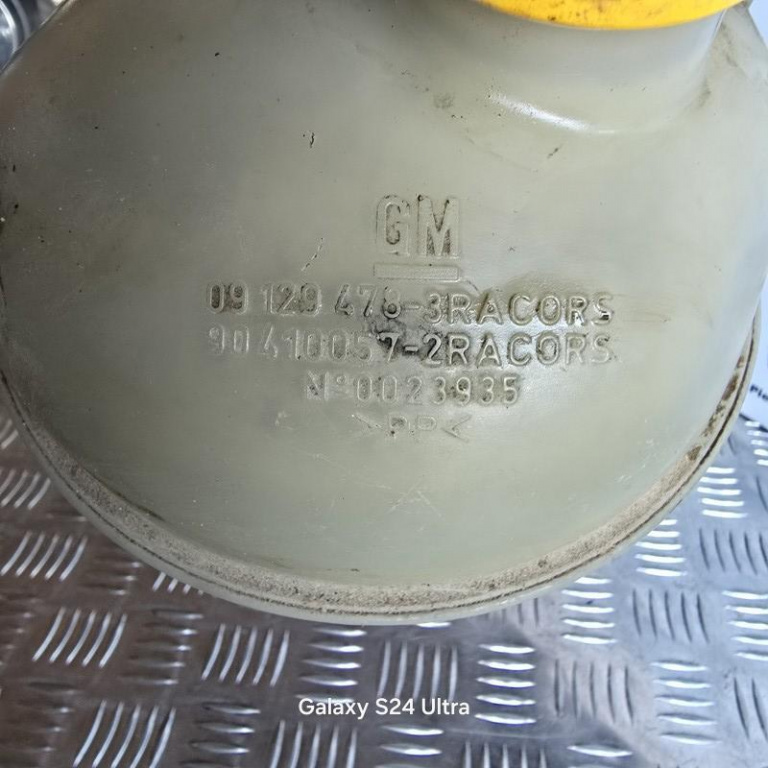 GM
09 129 478-3RACORS
90410057-2RACORS
Nº0023935
>PP<
Galaxy S24 Ultra